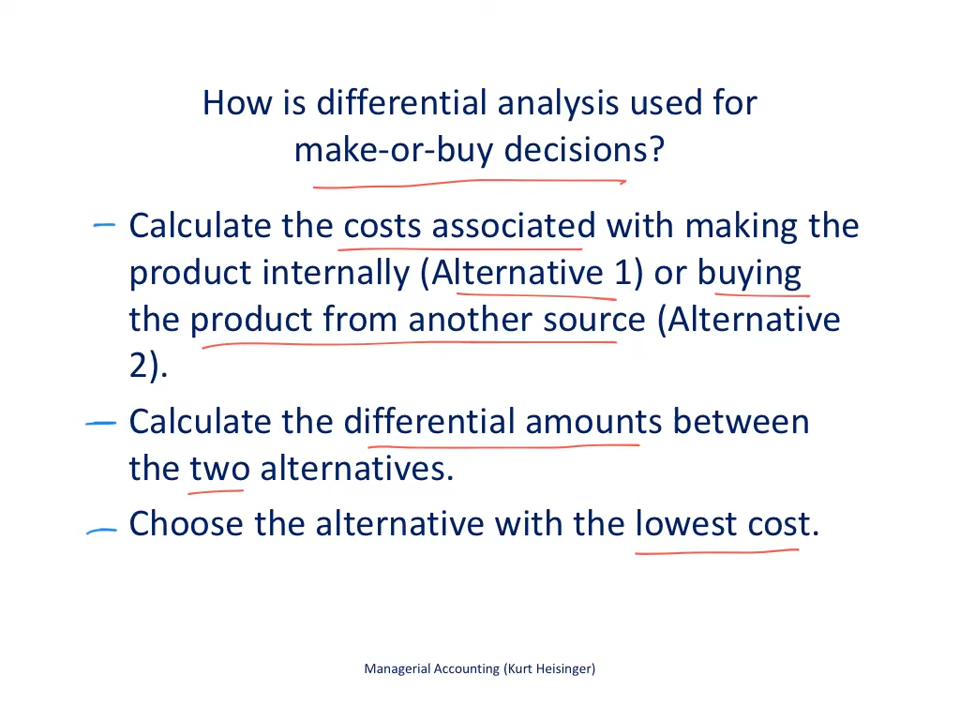 How is differential analysis used for
make-or-buy decisions?
Calculate the costs associated with making the
product internally (Alternative 1) or buying
the product from another source (Alternative
2).
Calculate the differential amounts between
the two alternatives.
Choose the alternative with the lowest cost.
Managerial Accounting (Kurt Heisinger)